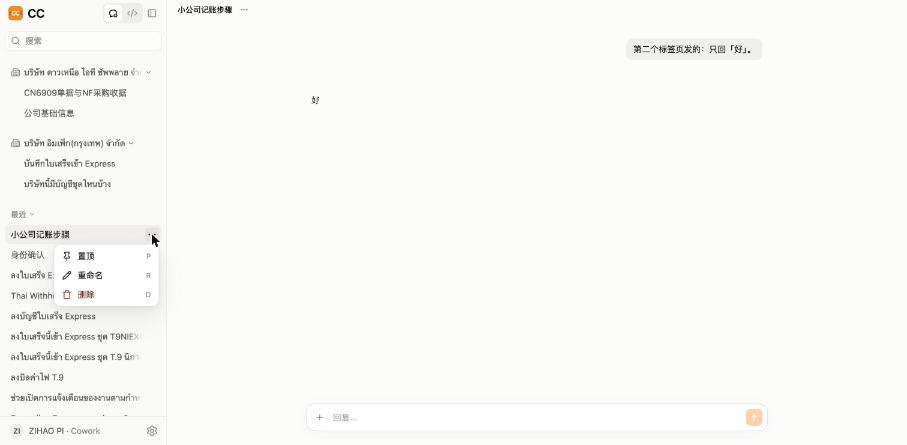 CC CC
</>
小公司记账步骤 ...
搜索
第二个标签页发的：只回「好」。
好
บริษัท ดาวเหนือ ไอที ซัพพลาย จำ
CN6909单据与NF采购收据
公司基础信息
บริษัท อิมเพ็ก(กรุงเทพ) จำกัด
บันทึกใบเสร็จเข้า Express
บริษัทนี้มีบัญชีชุดไหนบ้าง
最近
小公司记账步骤
身份确认
置顶 P
重命名 R
删除 D
ลงใบเสร็จ
Thai
ลงบัญชีใบเสร็จ Express
ลงใบเสร็จนี้เข้า Express ชุด T9NIEX
ลงใบเสร็จนี้เข้า Express ชุด T.9 นิภา
ลงบิลค่าไฟ T.9
ช่วยเปิดการแจ้งเตือนของงานตามกำห
ZI ZIHAO PI · Cowork
回复...